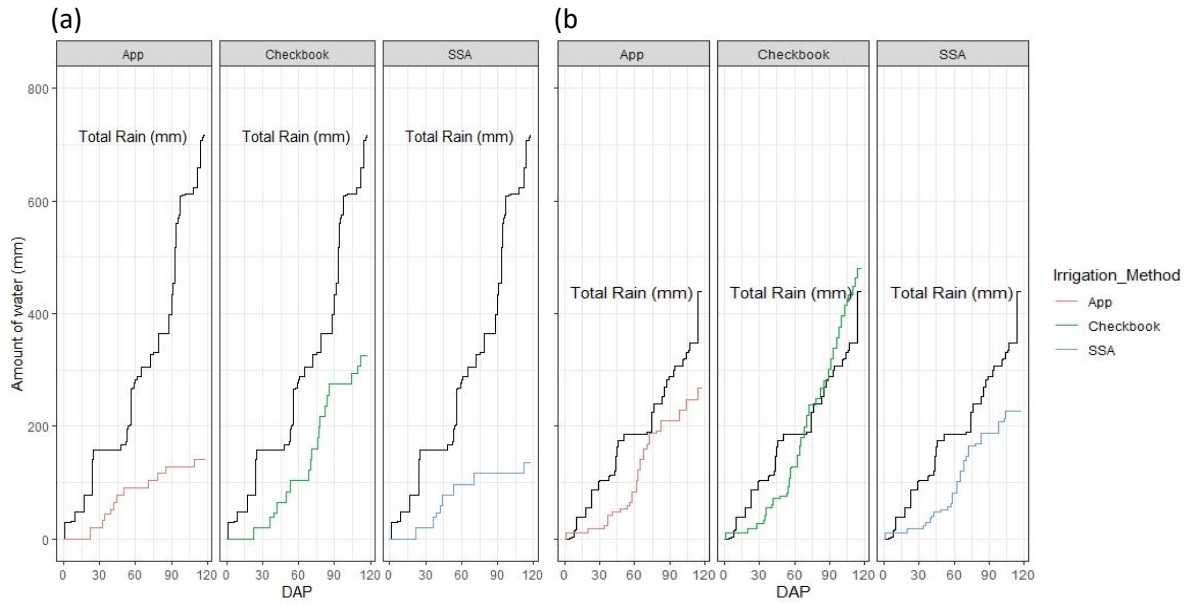 (a)
(b
App
Checkbook
SSA
App
Checkbook
SSA
800
600
400
200
0
Amount of water (mm)
Total Rain (mm)
Total Rain (mm)
Total Rain (mm)
Total Rain (mm)
Total Rain (mm)
Total Rain (mm)
0 30 60 90 120
0 30 60 90 120
0 30 60 90 120
0 30 60 90 120
0 30 60 90 120
0 30 60 90 120
DAP
DAP
Irrigation_Method
App
Checkbook
SSA